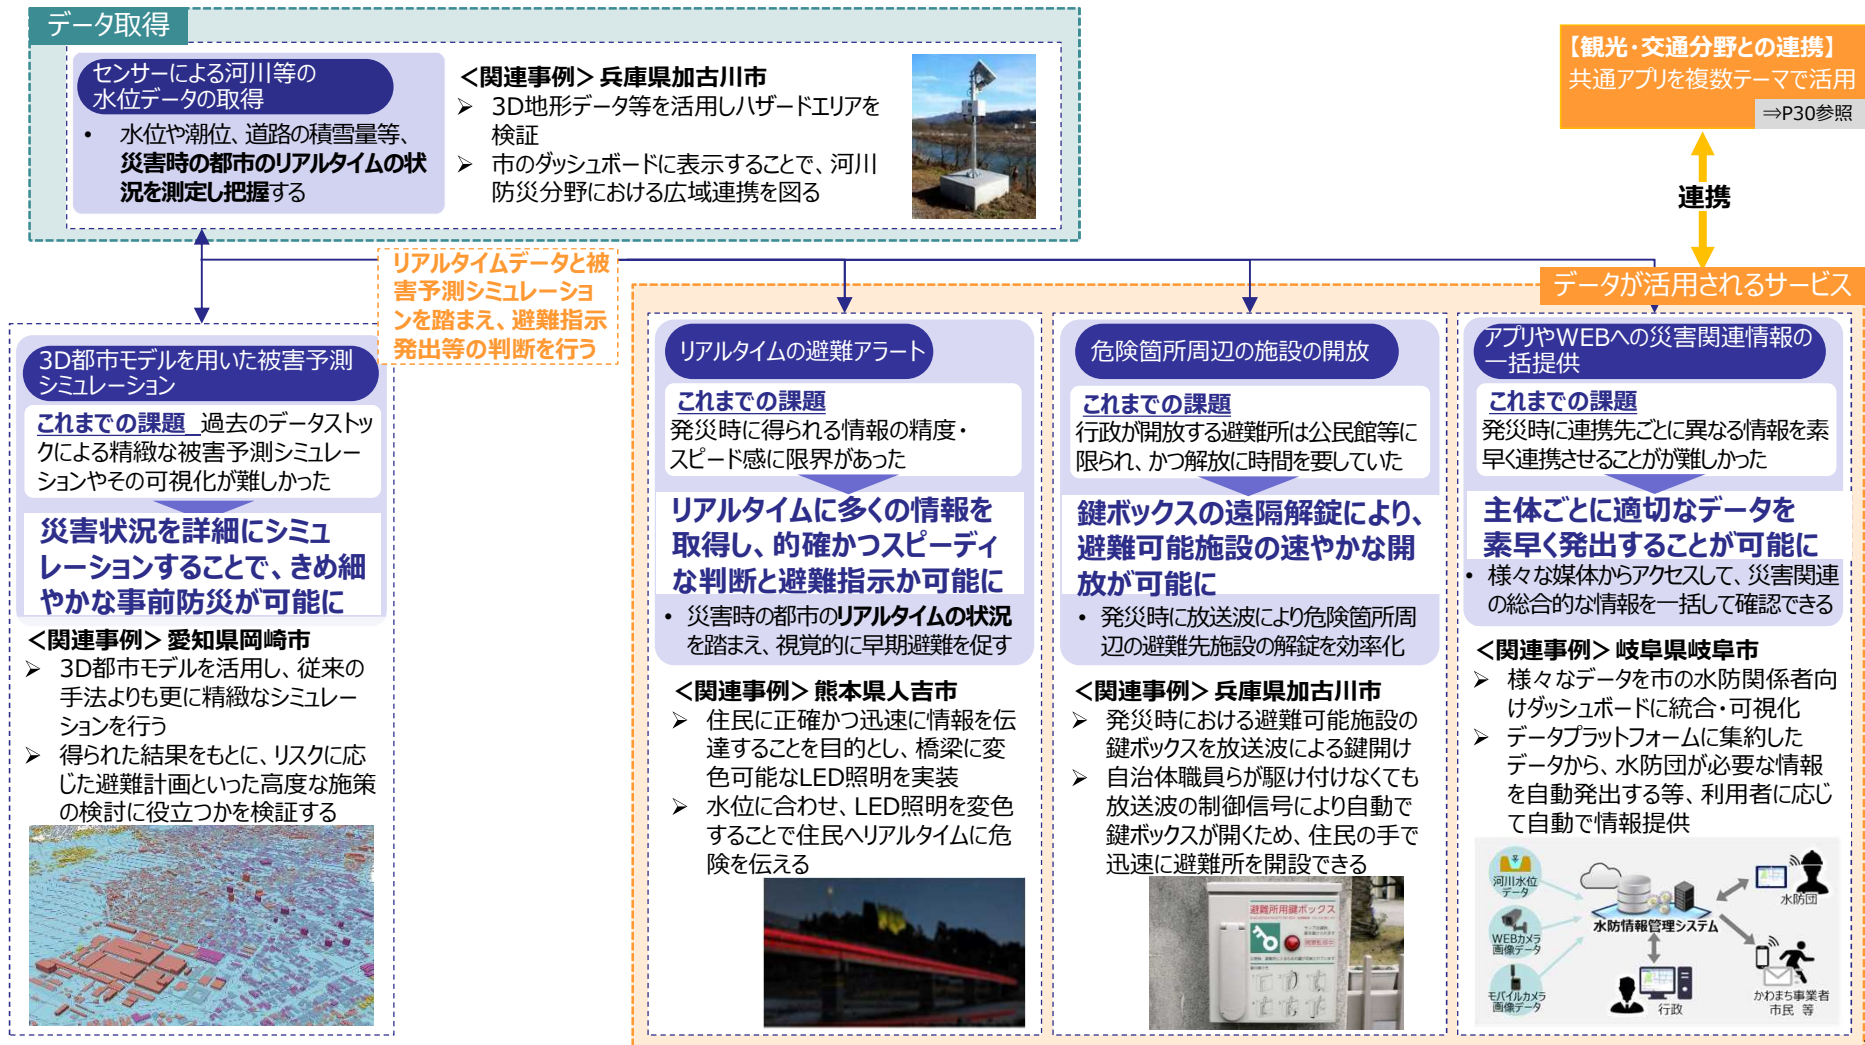 データ取得
センサーによる河川等の
水位データの取得
• 水位や潮位、道路の積雪量等、
災害時の都市のリアルタイムの状
況を測定し把握する
<関連事例>兵庫県加古川市
➢ 3D地形データ等を活用しハザードエリアを
検証
➢ 市のダッシュボードに表示することで、河川
防災分野における広域連携を図る
【観光・交通分野との連携】
共通アプリを複数テーマで活用
⇒P30参照
連携
リアルタイムデータと被
害予測シミュレーショ
ンを踏まえ、避難指示
発出等の判断を行う
データが活用されるサービス
3D都市モデルを用いた被害予測
シミュレーション
これまでの課題 過去のデータストッ
クによる精緻な被害予測シミュレー
ションやその可視化が難しかった
災害状況を詳細にシミュ
レーションすることで、きめ細
やかな事前防災が可能に
<関連事例>愛知県岡崎市
➢ 3D都市モデルを活用し、従来の
手法よりも更に精緻なシミュレー
ションを行う
➢ 得られた結果をもとに、リスクに応
じた避難計画といった高度な施策
の検討に役立つかを検証する
リアルタイムの避難アラート
これまでの課題
発災時に得られる情報の精度・
スピード感に限界があった
リアルタイムに多くの情報を
取得し、的確かつスピーディ
な判断と避難指示か可能に
• 災害時の都市のリアルタイムの状況
を踏まえ、視覚的に早期避難を促す
<関連事例>熊本県人吉市
➢ 住民に正確かつ迅速に情報を伝
達することを目的とし、橋梁に変
色可能なLED照明を実装
➢ 水位に合わせ、LED照明を変色
することで住民へリアルタイムに危
険を伝える
危険箇所周辺の施設の開放
これまでの課題
行政が開放する避難所は公民館等に
限られ、かつ解放に時間を要していた
鍵ボックスの遠隔解錠により、
避難可能施設の速やかな開
放が可能に
• 発災時に放送波により危険箇所周
辺の避難先施設の解錠を効率化
<関連事例>兵庫県加古川市
➢ 発災時における避難可能施設の
鍵ボックスを放送波による鍵開け
➢ 自治体職員らが駆け付けなくても
放送波の制御信号により自動で
鍵ボックスが開くため、住民の手で
迅速に避難所を開設できる
避難所用鍵ボックス
アプリやWEBへの災害関連情報の
一括提供
これまでの課題
発災時に連携先ごとに異なる情報を素
早く連携させることがが難しかった
主体ごとに適切なデータを
素早く発出することが可能に
• 様々な媒体からアクセスして、災害関連
の総合的な情報を一括して確認できる
<関連事例>岐阜県岐阜市
➢ 様々なデータを市の水防関係者向
けダッシュボードに統合・可視化
➢ データプラットフォームに集約した
データから、水防団が必要な情報
を自動発出する等、利用者に応じ
て自動で情報提供
河川水位
データ
WEBカメラ
画像データ
モバイルカメラ
画像データ
水防情報管理システム
水防団
行政
かわまち事業者
市民 等